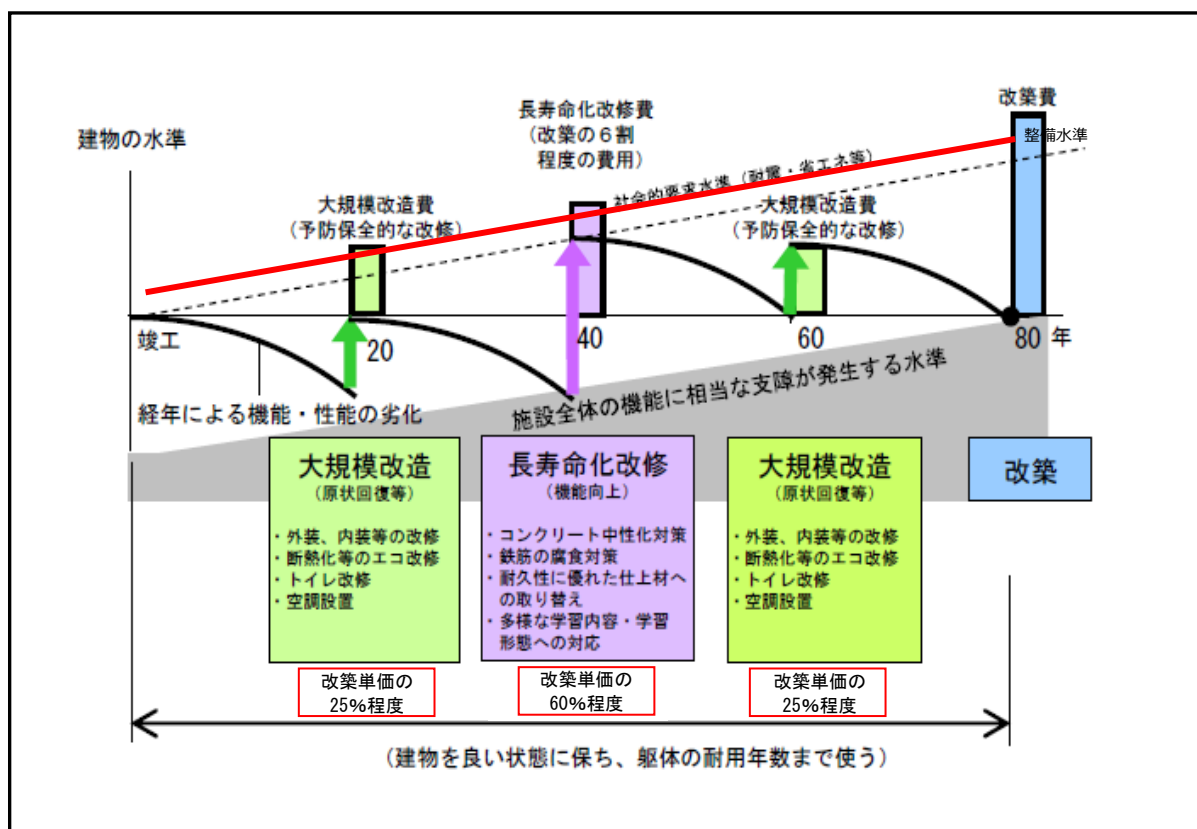 建物の水準
長寿命化改修費
(改築の6割
程度の費用)
改築費
整備水準
社会的要求水準(耐震・省エネ等)
大規模改造費
(予防保全的な改修)
大規模改造費
(予防保全的な改修)
竣工
20
40
60
80 年
経年による機能・性能の劣化
施設全体の機能に相当な支障が発生する水準
大規模改造
(原状回復等)
・外装、内装等の改修
・断熱化等のエコ改修
・トイレ改修
・空調設置
長寿命化改修
(機能向上)
・コンクリート中性化対策
・鉄筋の腐食対策
・耐久性に優れた仕上材へ
の取り替え
・多様な学習内容・学習
形態への対応
大規模改造
(原状回復等)
・外装、内装等の改修
・断熱化等のエコ改修
・トイレ改修
・空調設置
改築
改築単価の
25%程度
改築単価の
60%程度
改築単価の
25%程度
(建物を良い状態に保ち、躯体の耐用年数まで使う)